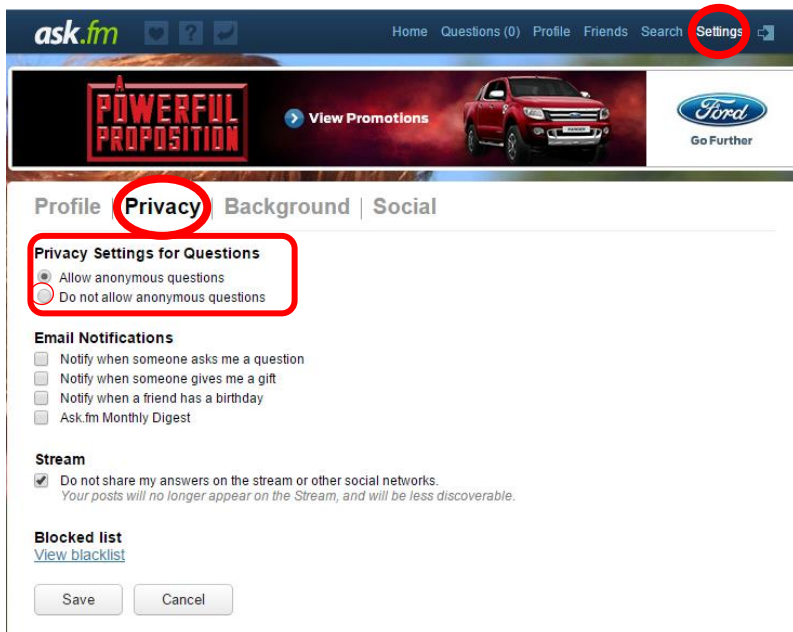 ask.fm ? Home Questions (0) Profile Friends Search Settings
A
POWERFUL
PROPOSITION
View Promotions
RANGER
Ford
Go Further
Profile | Privacy | Background | Social
Privacy Settings for Questions
Allow anonymous questions
Do not allow anonymous questions
Email Notifications
Notify when someone asks me a question
Notify when someone gives me a gift
Notify when a friend has a birthday
Ask.fm Monthly Digest
Stream
Do not share my answers on the stream or other social networks.
Your posts will no longer appear on the Stream, and will be less discoverable.
Blocked list
View blacklist
Save Cancel